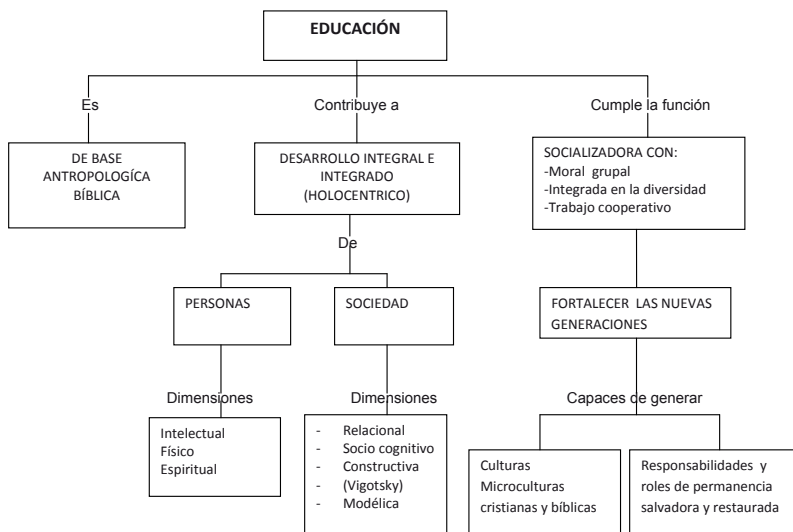 EDUCACIÓN
Es
Contribuye a
Cumple la función
DE BASE
ANTROPOLOGÍCA
BÍBLICA
DESARROLLO INTEGRAL E
INTEGRADO
(HOLOCENTRICO)
SOCIALIZADORA CON:
-Moral grupal
-Integrada en la diversidad
-Trabajo cooperativo
De
PERSONAS
SOCIEDAD
FORTALECER LAS NUEVAS
GENERACIONES
Dimensiones
Dimensiones
Capaces de generar
Intelectual
Físico
Espiritual
- Relacional
- Socio cognitivo
- Constructiva
- (Vigotsky)
- Modélica
Culturas
Microculturas
cristianas y bíblicas
Responsabilidades y
roles de permanencia
salvadora y restaurada